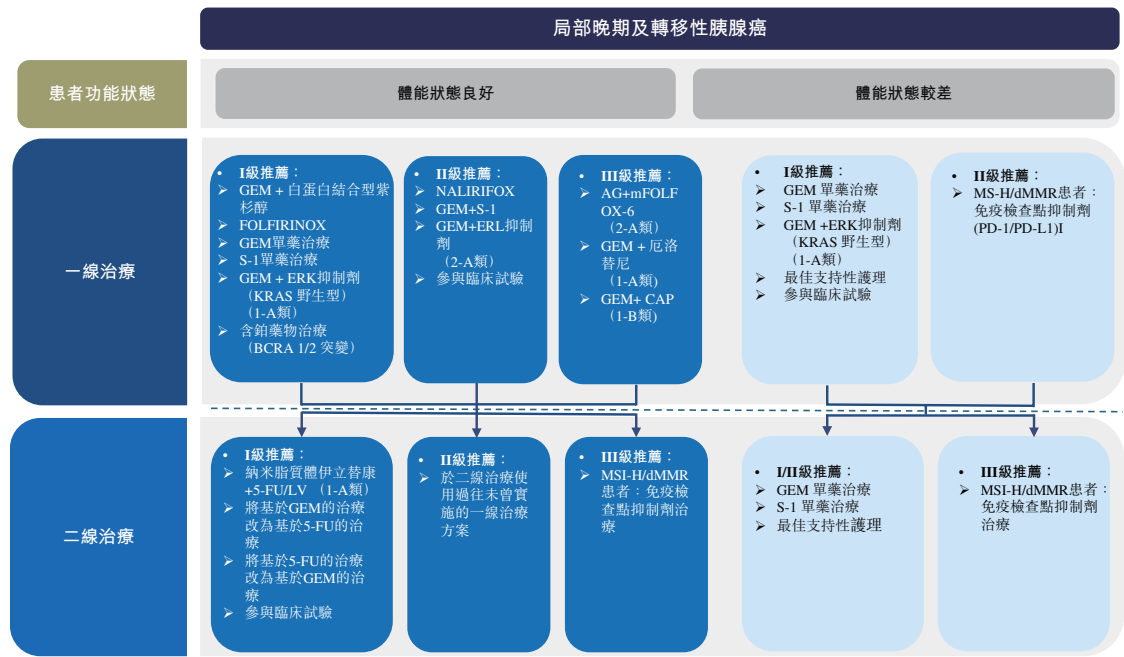 局部晚期及轉移性胰腺癌
患者功能狀態
體能狀態良好
體能狀態較差
一線治療
• I級推薦：
➢ GEM + 白蛋白結合型紫
杉醇
➢ FOLFIRINOX
➢ GEM單藥治療
➢ S-1單藥治療
➢ GEM + ERK抑制劑
（KRAS 野生型）
(1-A類)
➢ 含鉑藥物治療
（BCRA 1/2 突變）
• II級推薦：
➢ NALIRIFOX
➢ GEM+S-1
➢ GEM+ERL抑制
劑
（2-A類）
➢ 參與臨床試驗
• III級推薦：
➢ AG+mFOLF
OX-6
（2-A類）
➢ GEM + 厄洛
替尼
(1-A類)
➢ GEM+ CAP
（1-B類)
• I級推薦：
➢ GEM 單藥治療
➢ S-1 單藥治療
➢ GEM +ERK抑制劑
（KRAS 野生型）
(1-A類）
➢ 最佳支持性護理
➢ 參與臨床試驗
• II級推薦：
➢ MS-H/dMMR患者：
免疫檢查點抑制劑
(PD-1/PD-L1)I
二線治療
• I級推薦：
➢ 納米脂質體伊立替康
+5-FU/LV （1-A類）
➢ 將基於GEM的治療
改為基於5-FU的治
療
➢ 將基於5-FU的治療
改為基於GEM的治
療
➢ 參與臨床試驗
• II級推薦：
➢ 於二線治療使
用過往未曾實
施的一線治療
方案
• III級推薦：
➢ MSI-H/dMMR
患者：免疫檢
查點抑制劑治
療
• I/II級推薦：
➢ GEM 單藥治療
➢ S-1 單藥治療
➢ 最佳支持性護理
• III級推薦：
➢ MSI-H/dMMR患者：
免疫檢查點抑制劑
治療